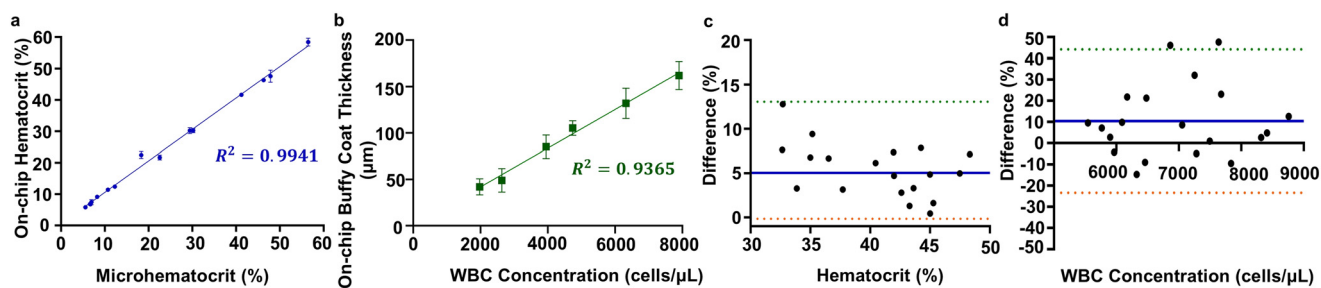 a
On-chip Hematocrit (%)
60
50
40
30
20
10
0
0 10 20 30 40 50 60
Microhematocrit (%)
R² = 0.9941
b
On-chip Buffy Coat Thickness
(µm)
200
150
100
50
0
0 2000 4000 6000 8000
WBC Concentration (cells/µL)
R² = 0.9365
c
Difference (%)
20
15
10
5
0
30 35 40 45 50
Hematocrit (%)
d
Difference (%)
50
40
30
20
10
0
-10
-20
-30
-40
-50
6000 7000 8000 9000
WBC Concentration (cells/µL)